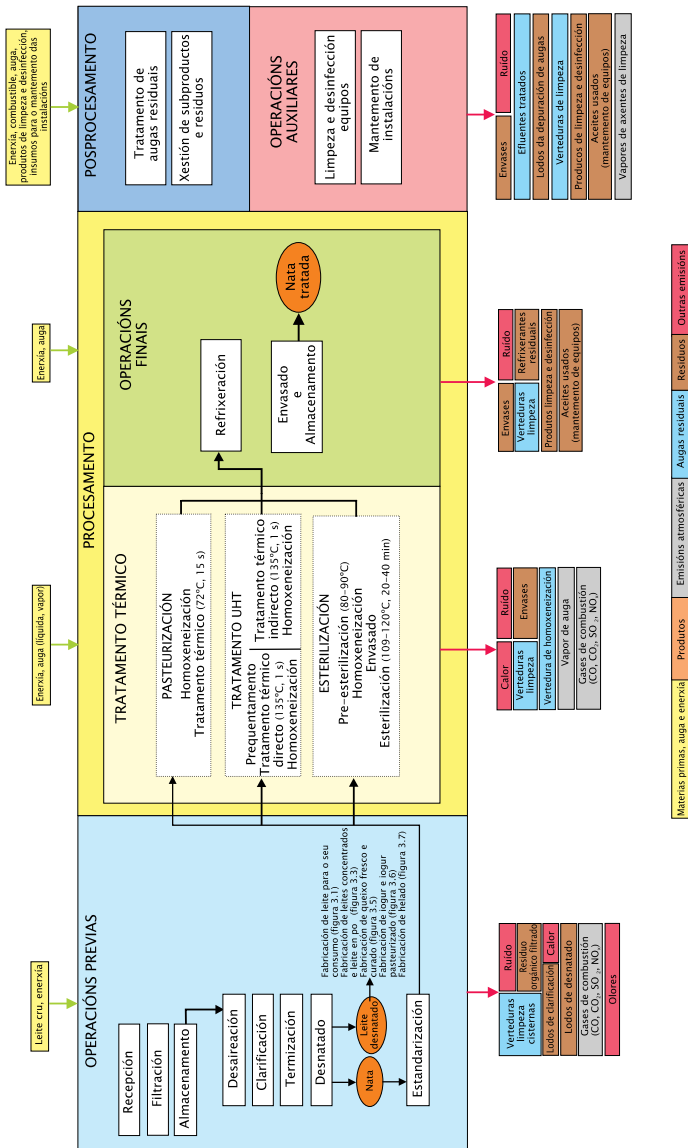 Leite cru, enerxia
Enerxia, auga (líquida, vapor)
Enerxia, auga
Enerxia, combustible, auga,
produtos de limpeza e desinfección,
insumos para o mantemento das
instalacións
OPERACIÓNS PREVIAS
Recepción
Filtración
Almacenamento
Desaireación
Clarificación
Termización
Desnatado
Nata
Leite
desnatado
Estandarización
Fabricación de leite para o seu
consumo (figura 3.1)
Fabricación de leites concentrados
e leite en po (figura 3.3)
Fabricación de queixo fresco e
curado (figura 3.5)
Fabricación de iogur e iogur
pasteurizado (figura 3.6)
Fabricación de helado (figura 3.7)
PROCESAMENTO
TRATAMENTO TÉRMICO
PASTEURIZACIÓN
Homoxeneización
Tratamento térmico (72ºC, 15 s)
TRATAMENTO UHT
Prequentamento
Tratamento térmico
directo (135ºC, 1 s)
Homoxeneización
Tratamento térmico
indirecto (135ºC, 1 s)
Homoxeneización
ESTERILIZACIÓN
Pre-esterilización (80-90ºC)
Homoxeneización
Envasado
Esterilización (109-120ºC, 20-40 min)
OPERACIÓNS
FINAIS
Refrixeración
Envasado
e
Almacenamento
Nata
tratada
POSPROCESAMENTO
Tratamento de
augas residuais
Xestión de subproductos
e residuos
OPERACIÓNS
AUXILIARES
Limpeza e desinfección
equipos
Mantemento de
instalacións
Verteduras
limpeza
cisternas
Ruído
Residuo
orgánico filtrado
Lodos de clarificación
Calor
Lodos de desnatado
Gases de combustión
(CO, CO₂, SO ₂, NOₓ)
Olores
Calor
Ruído
Verteduras
limpeza
Envases
Vertedura de homoxeneización
Vapor de auga
Gases de combustión
(CO, CO₂, SO ₂, NOₓ)
Envases
Ruído
Verteduras
limpeza
Refrixerantes
residuais
Produtos limpeza e desinfección
Aceites usados
(mantemento de equipos)
Envases
Ruído
Efluentes tratados
Lodos da depuración de augas
Verteduras de limpeza
Producos de limpeza e desinfección
Aceites usados
(mantemento de equipos)
Vapores de axentes de limpeza
Materias primas, auga e enerxia
Produtos
Emisións atmosféricas
Augas residuais
Residuos
Outras emisións